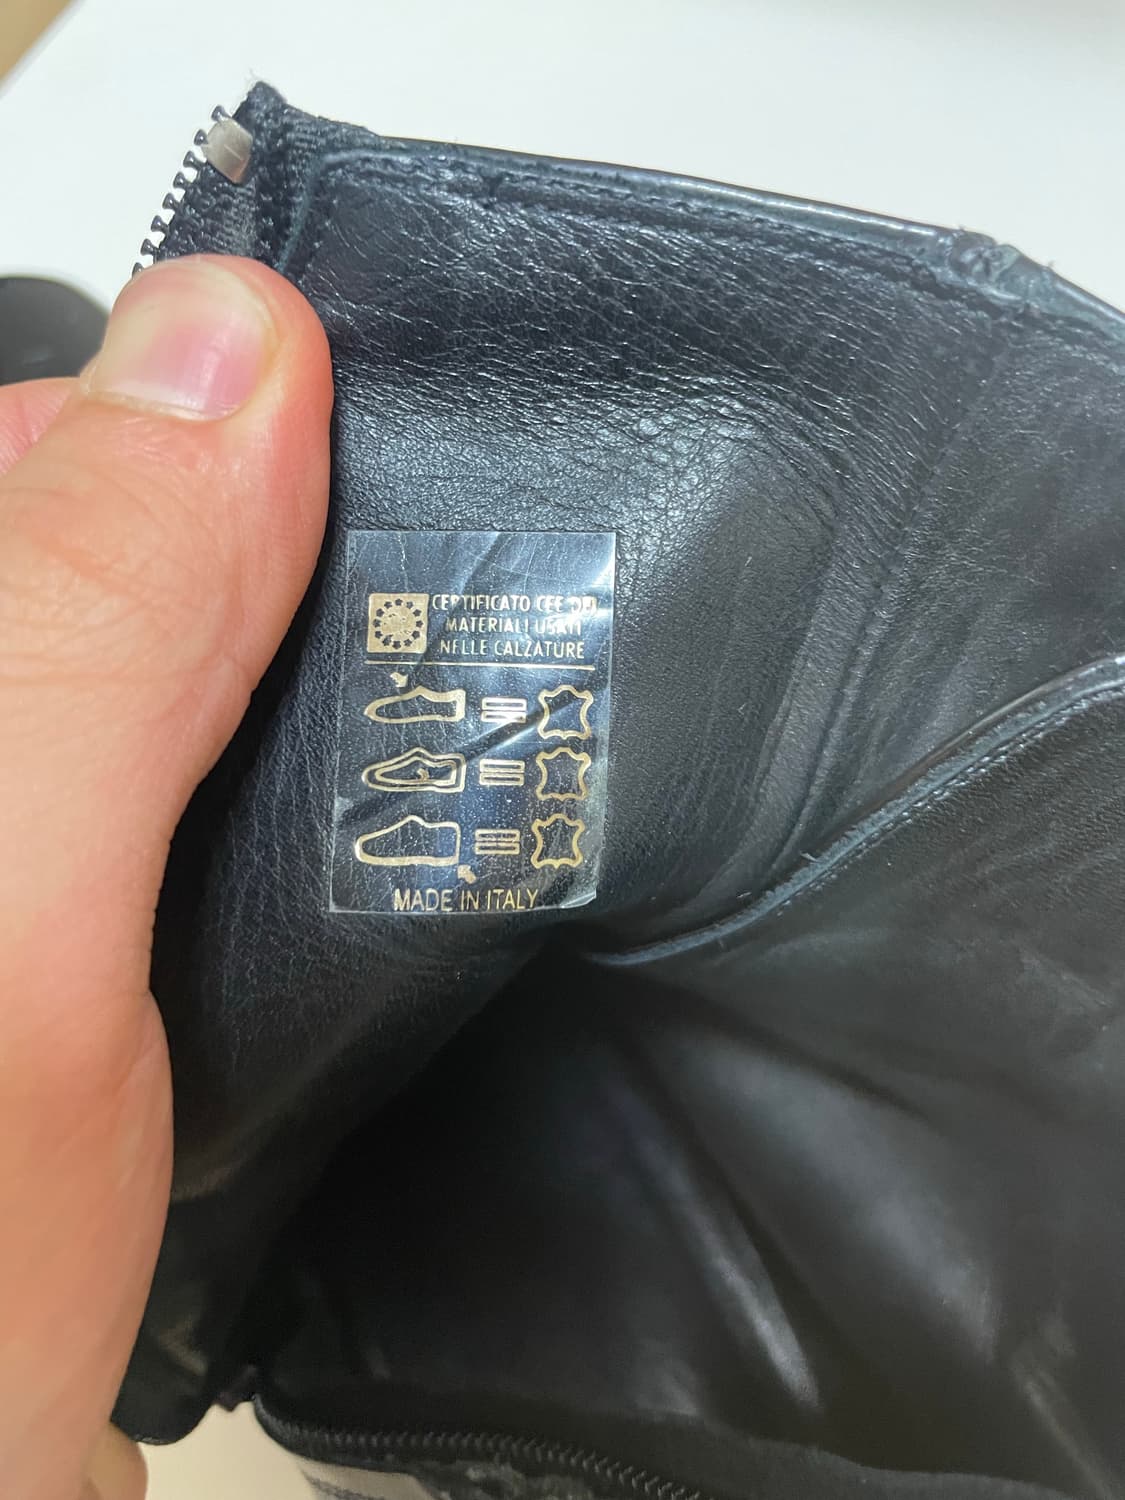 CERTIFICATO CEE DEI
MATERIALI USATI
NELLE CALZATURE
MADE IN ITALY